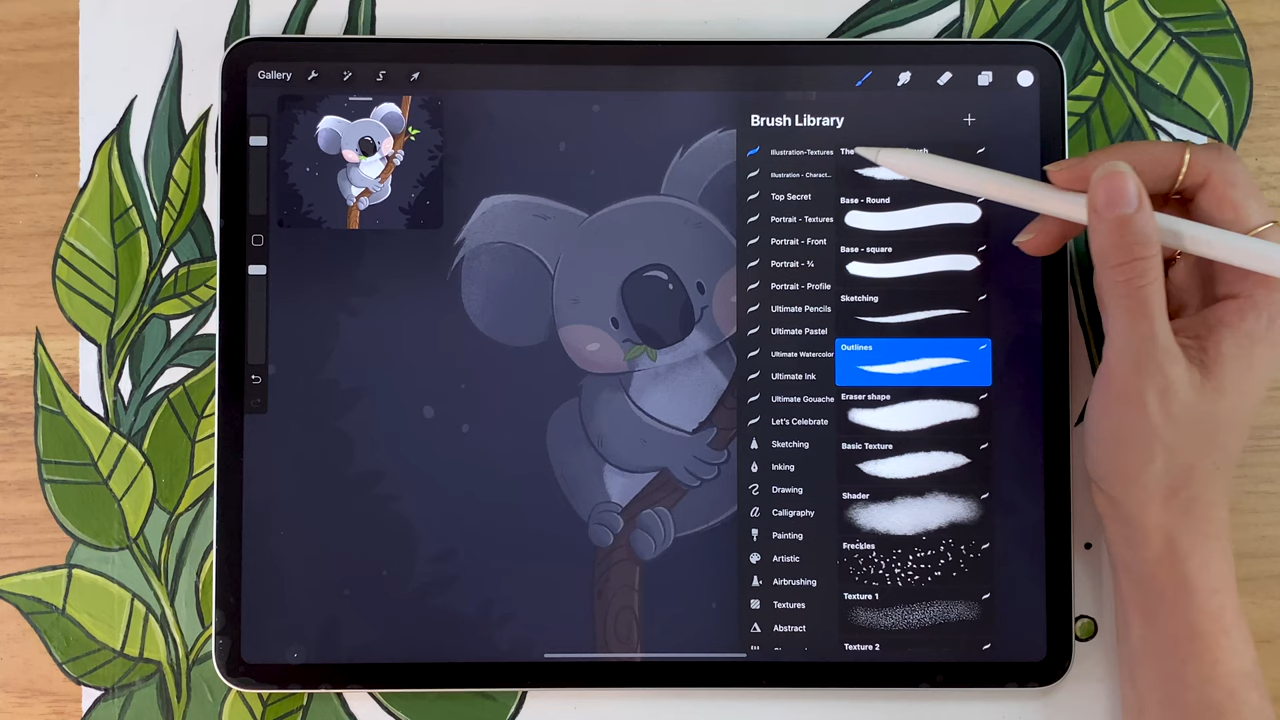 Gallery
Brush Library
Illustration-Textures
Illustration - Charact...
Top Secret
Portrait - Textures
Portrait - Front
Portrait - ¾
Portrait - Profile
Ultimate Pencils
Ultimate Pastel
Ultimate Watercolor
Ultimate Ink
Ultimate Gouache
Let's Celebrate
Sketching
Inking
Drawing
Calligraphy
Painting
Artistic
Airbrushing
Textures
Abstract
The
Base - Round
Base - square
Sketching
Outlines
Eraser shape
Basic Texture
Shader
Freckles
Texture 1
Texture 2